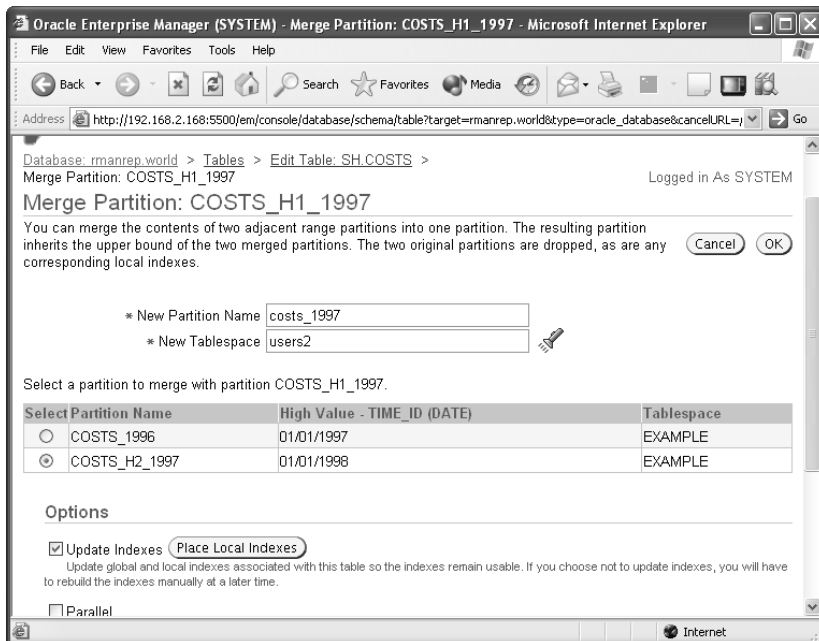 Oracle Enterprise Manager (SYSTEM) - Merge Partition: COSTS_H1_1997 - Microsoft Internet Explorer
File Edit View Favorites Tools Help
Back Search Favorites Media
Address http://192.168.2.168:5500/em/console/database/schema/table?target=rmanrep.world&type=oracle_database&cancelURL=/ Go
Database: rmanrep.world > Tables > Edit Table: SH.COSTS >
Merge Partition: COSTS_H1_1997 Logged in As SYSTEM
Merge Partition: COSTS_H1_1997
You can merge the contents of two adjacent range partitions into one partition. The resulting partition
inherits the upper bound of the two merged partitions. The two original partitions are dropped, as are any
corresponding local indexes.
Cancel OK
* New Partition Name costs_1997
* New Tablespace users2
Select a partition to merge with partition COSTS_H1_1997.
Select Partition Name High Value - TIME_ID (DATE) Tablespace
COSTS_1996 01/01/1997 EXAMPLE
COSTS_H2_1997 01/01/1998 EXAMPLE
Options
Update Indexes Place Local Indexes
Update global and local indexes associated with this table so the indexes remain usable. If you choose not to update indexes, you will have
to rebuild the indexes manually at a later time.
Parallel
Internet